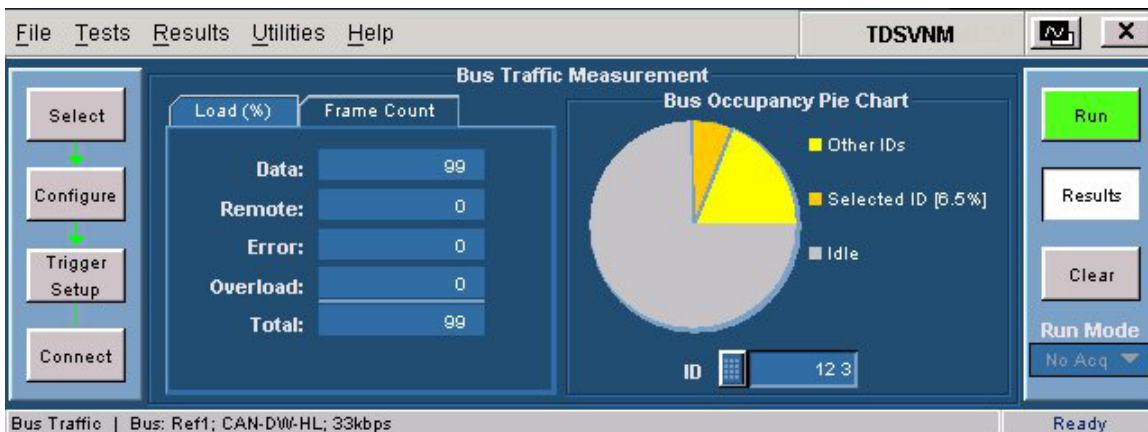 File Tests Results Utilities Help
TDSVNM
X
Select
Configure
Trigger
Setup
Connect
Bus Traffic Measurement
Load (%) Frame Count
Data: 99
Remote: 0
Error: 0
Overload: 0
Total: 99
Bus Occupancy Pie Chart
Other IDs
Selected ID [6.5%]
Idle
ID 12 3
Run
Results
Clear
Run Mode
No Acq
Bus Traffic | Bus: Ref1; CAN-DW-HL; 33kbps
Ready